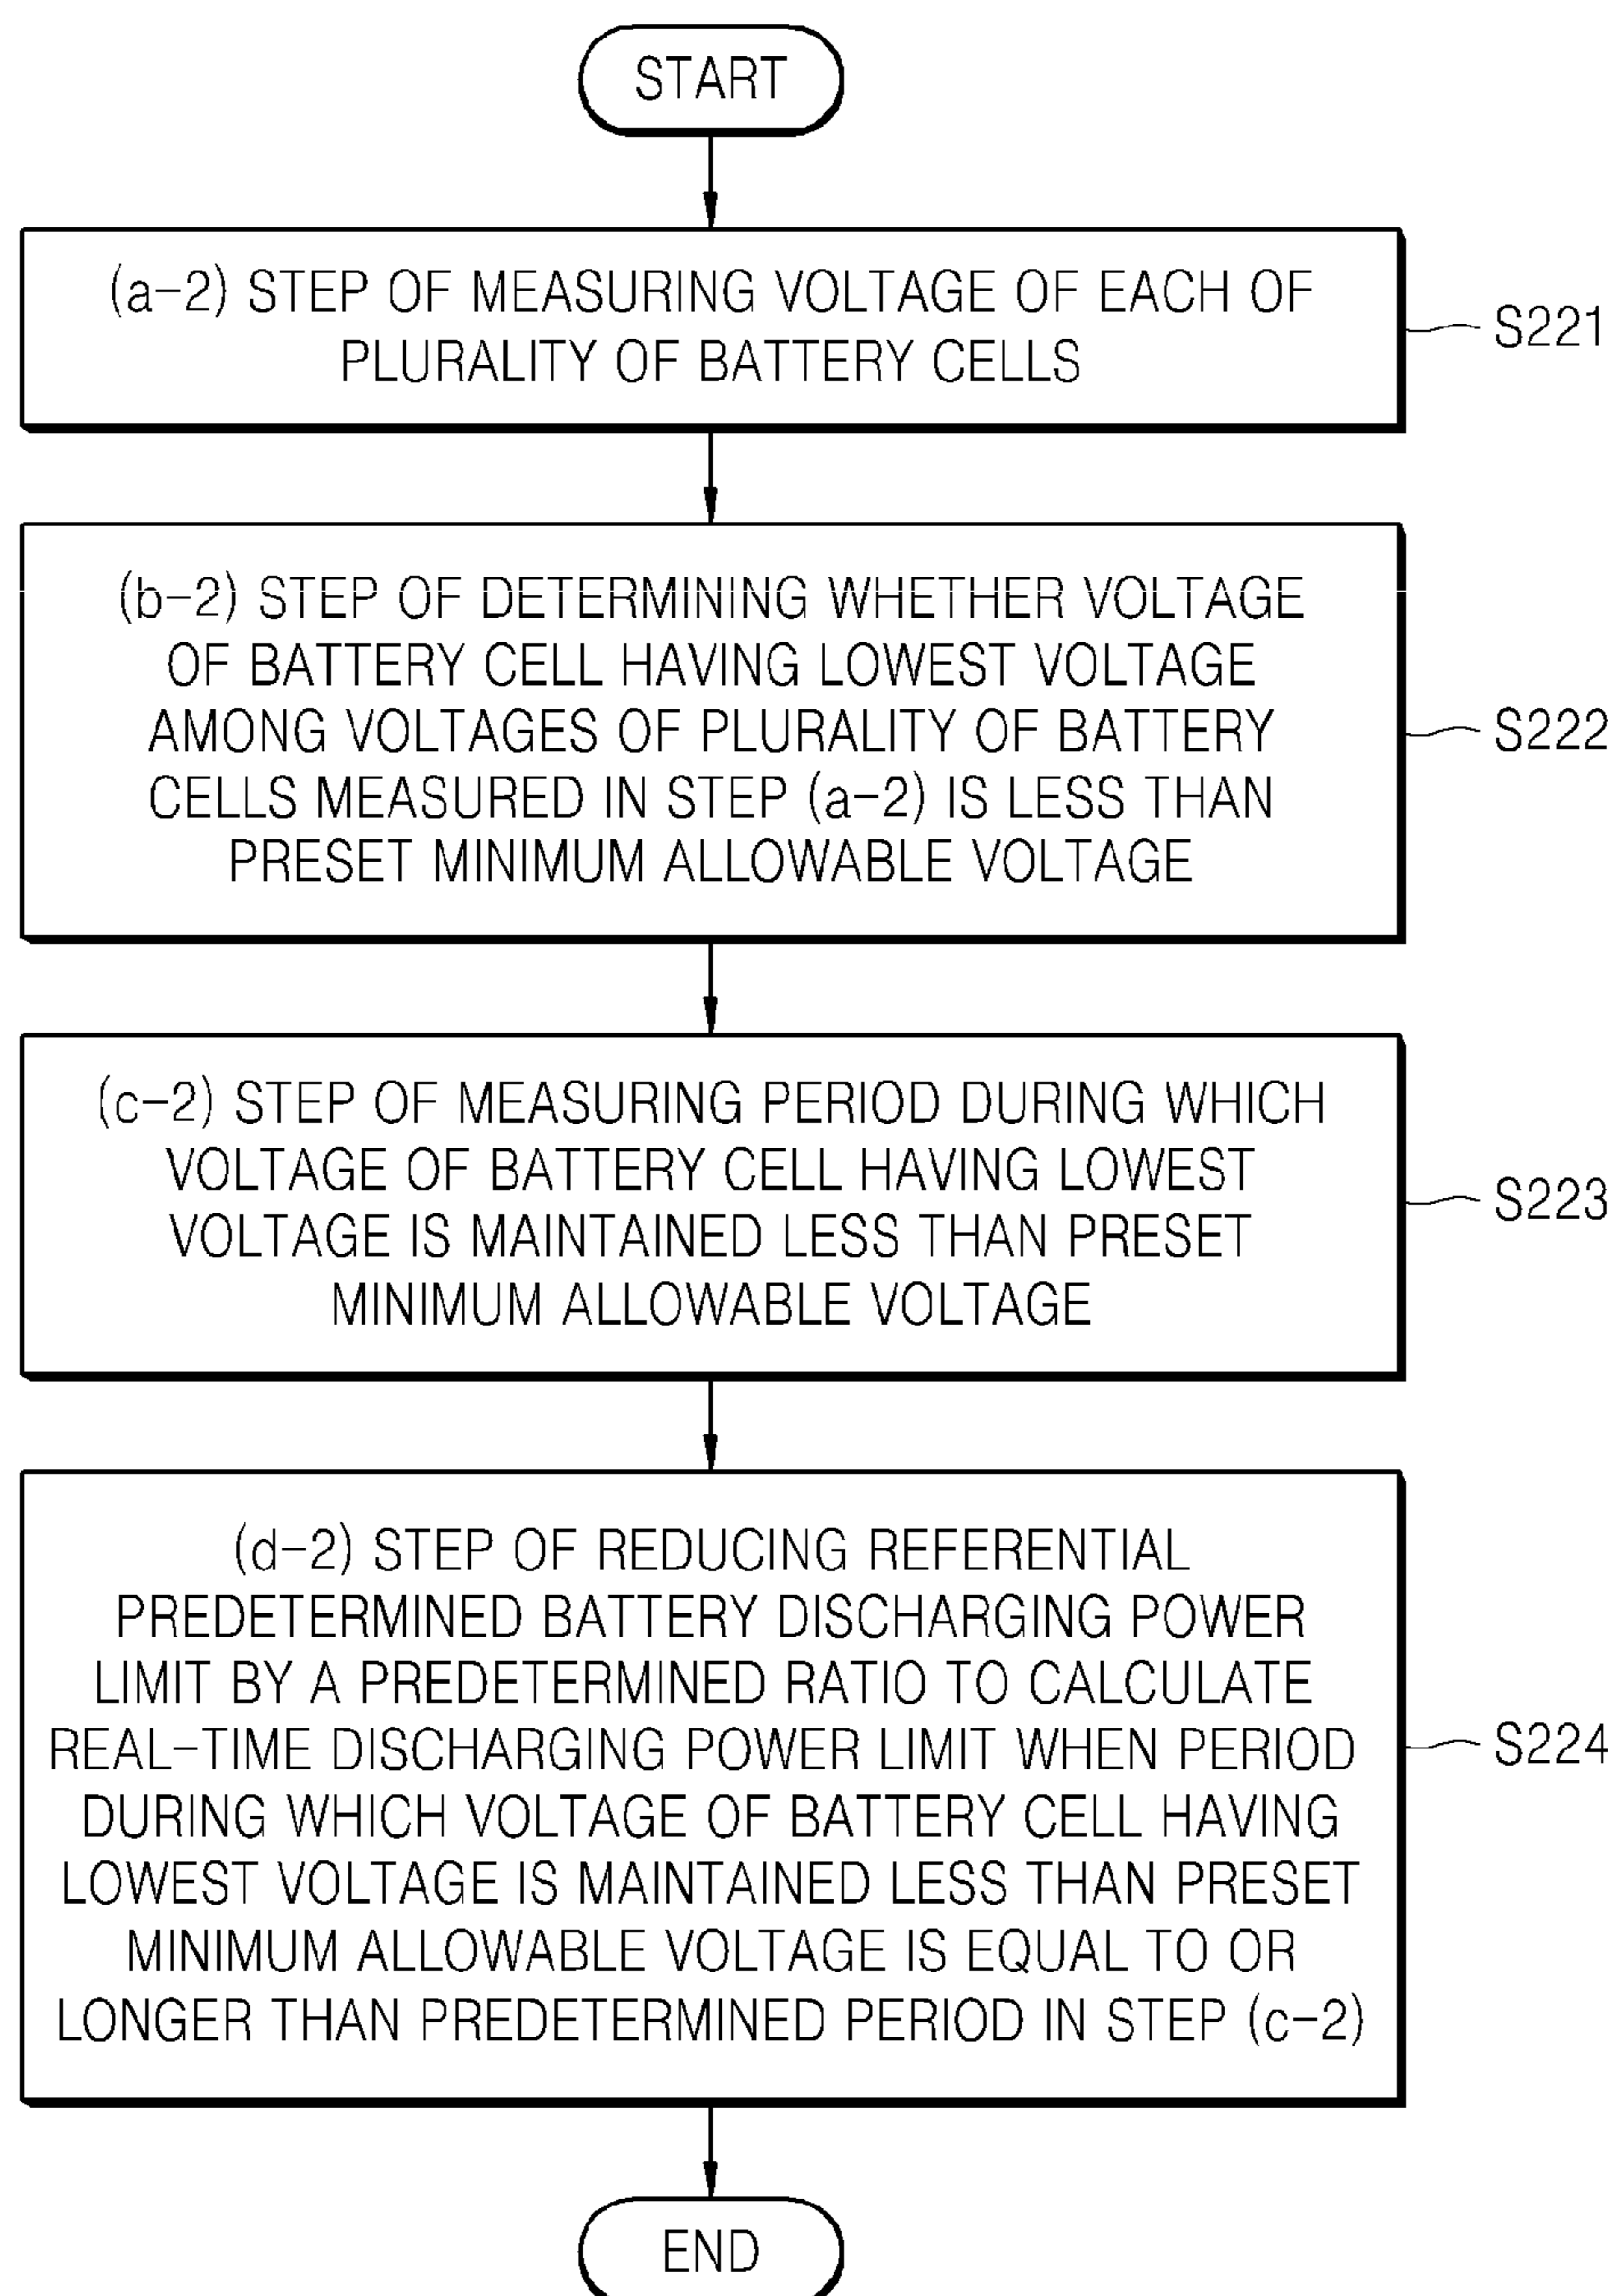 START
(a-2) STEP OF MEASURING VOLTAGE OF EACH OF
PLURALITY OF BATTERY CELLS
S221
(b-2) STEP OF DETERMINING WHETHER VOLTAGE
OF BATTERY CELL HAVING LOWEST VOLTAGE
AMONG VOLTAGES OF PLURALITY OF BATTERY
CELLS MEASURED IN STEP (a-2) IS LESS THAN
PRESET MINIMUM ALLOWABLE VOLTAGE
S222
(c-2) STEP OF MEASURING PERIOD DURING WHICH
VOLTAGE OF BATTERY CELL HAVING LOWEST
VOLTAGE IS MAINTAINED LESS THAN PRESET
MINIMUM ALLOWABLE VOLTAGE
S223
(d-2) STEP OF REDUCING REFERENTIAL
PREDETERMINED BATTERY DISCHARGING POWER
LIMIT BY A PREDETERMINED RATIO TO CALCULATE
REAL-TIME DISCHARGING POWER LIMIT WHEN PERIOD
DURING WHICH VOLTAGE OF BATTERY CELL HAVING
LOWEST VOLTAGE IS MAINTAINED LESS THAN PRESET
MINIMUM ALLOWABLE VOLTAGE IS EQUAL TO OR
LONGER THAN PREDETERMINED PERIOD IN STEP (c-2)
S224
END